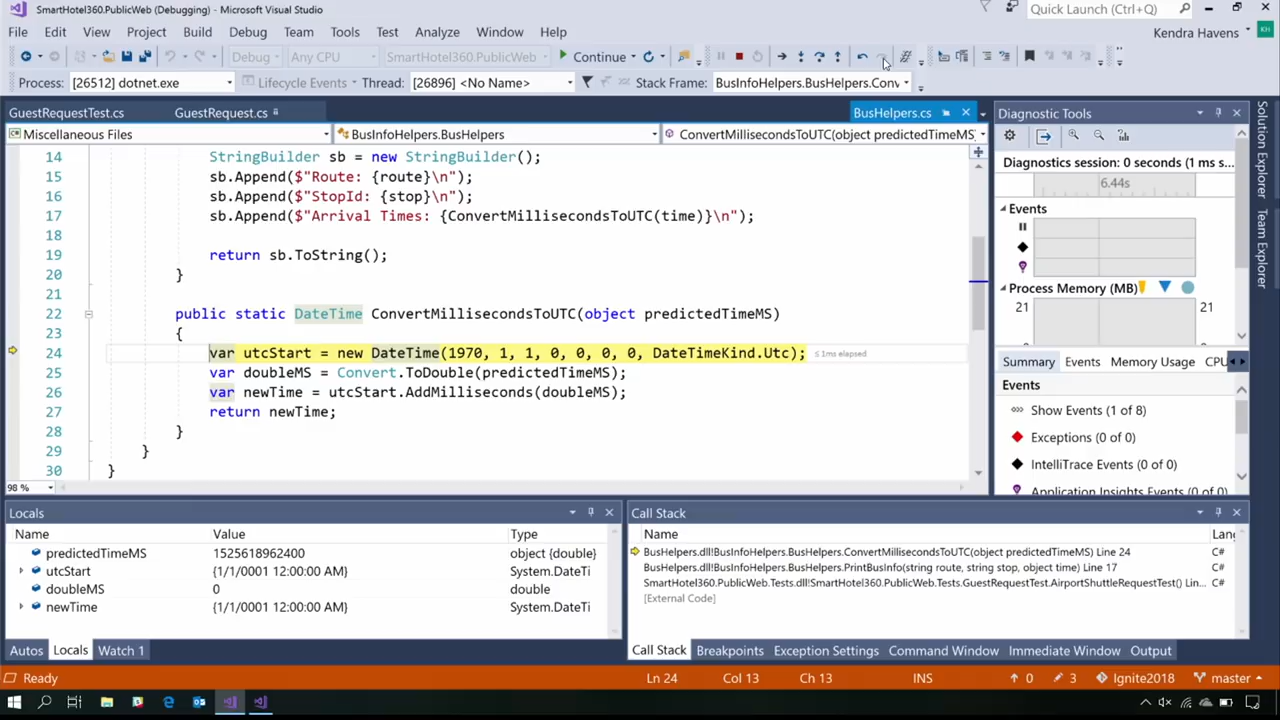 SmartHotel360.PublicWeb (Debugging) - Microsoft Visual Studio
Quick Launch (Ctrl+Q)
File Edit View Project Build Debug Team Tools Test Analyze Window Help
Kendra Havens KH
Debug Any CPU SmartHotel360.PublicWeb Continue
Process: [26512] dotnet.exe Lifecycle Events Thread: [26896] <No Name> Stack Frame: BusInfoHelpers.BusHelpers.Conv
GuestRequestTest.cs GuestRequest.cs BusHelpers.cs
Miscellaneous Files BusInfoHelpers.BusHelpers ConvertMillisecondsToUTC(object predictedTimeMS)
14 StringBuilder sb = new StringBuilder();
15 sb.Append($"Route: {route}\n");
16 sb.Append($"StopId: {stop}\n");
17 sb.Append($"Arrival Times: {ConvertMillisecondsToUTC(time)}\n");
18
19 return sb.ToString();
20 }
21
22 public static DateTime ConvertMillisecondsToUTC(object predictedTimeMS)
23 {
24 var utcStart = new DateTime(1970, 1, 1, 0, 0, 0, 0, DateTimeKind.Utc); ≤ 1ms elapsed
25 var doubleMS = Convert.ToDouble(predictedTimeMS);
26 var newTime = utcStart.AddMilliseconds(doubleMS);
27 return newTime;
28 }
29 }
30 }
98 %
Diagnostic Tools
Diagnostics session: 0 seconds (1 ms s...
6.44s
Events
Process Memory (MB)
21 21
Summary Events Memory Usage CPU
Events
Show Events (1 of 8)
Exceptions (0 of 0)
IntelliTrace Events (0 of 0)
Application Insights Events (0 of 0)
Solution Explorer
Team Explorer
Locals
Name Value Type
predictedTimeMS 1525618962400 object {double}
utcStart {1/1/0001 12:00:00 AM} System.DateTi
doubleMS 0 double
newTime {1/1/0001 12:00:00 AM} System.DateTi
Autos Locals Watch 1
Call Stack
Name Lang
BusHelpers.dll!BusInfoHelpers.BusHelpers.ConvertMillisecondsToUTC(object predictedTimeMS) Line 24 C#
BusHelpers.dll!BusInfoHelpers.BusHelpers.PrintBusInfo(string route, string stop, object time) Line 17 C#
SmartHotel360.PublicWeb.Tests.dll!SmartHotel360.PublicWeb.Tests.GuestRequestTest.AirportShuttleRequestTest() Lin... C#
[External Code]
Call Stack Breakpoints Exception Settings Command Window Immediate Window Output
Ready Ln 24 Col 13 Ch 13 INS 0 3 Ignite2018 master